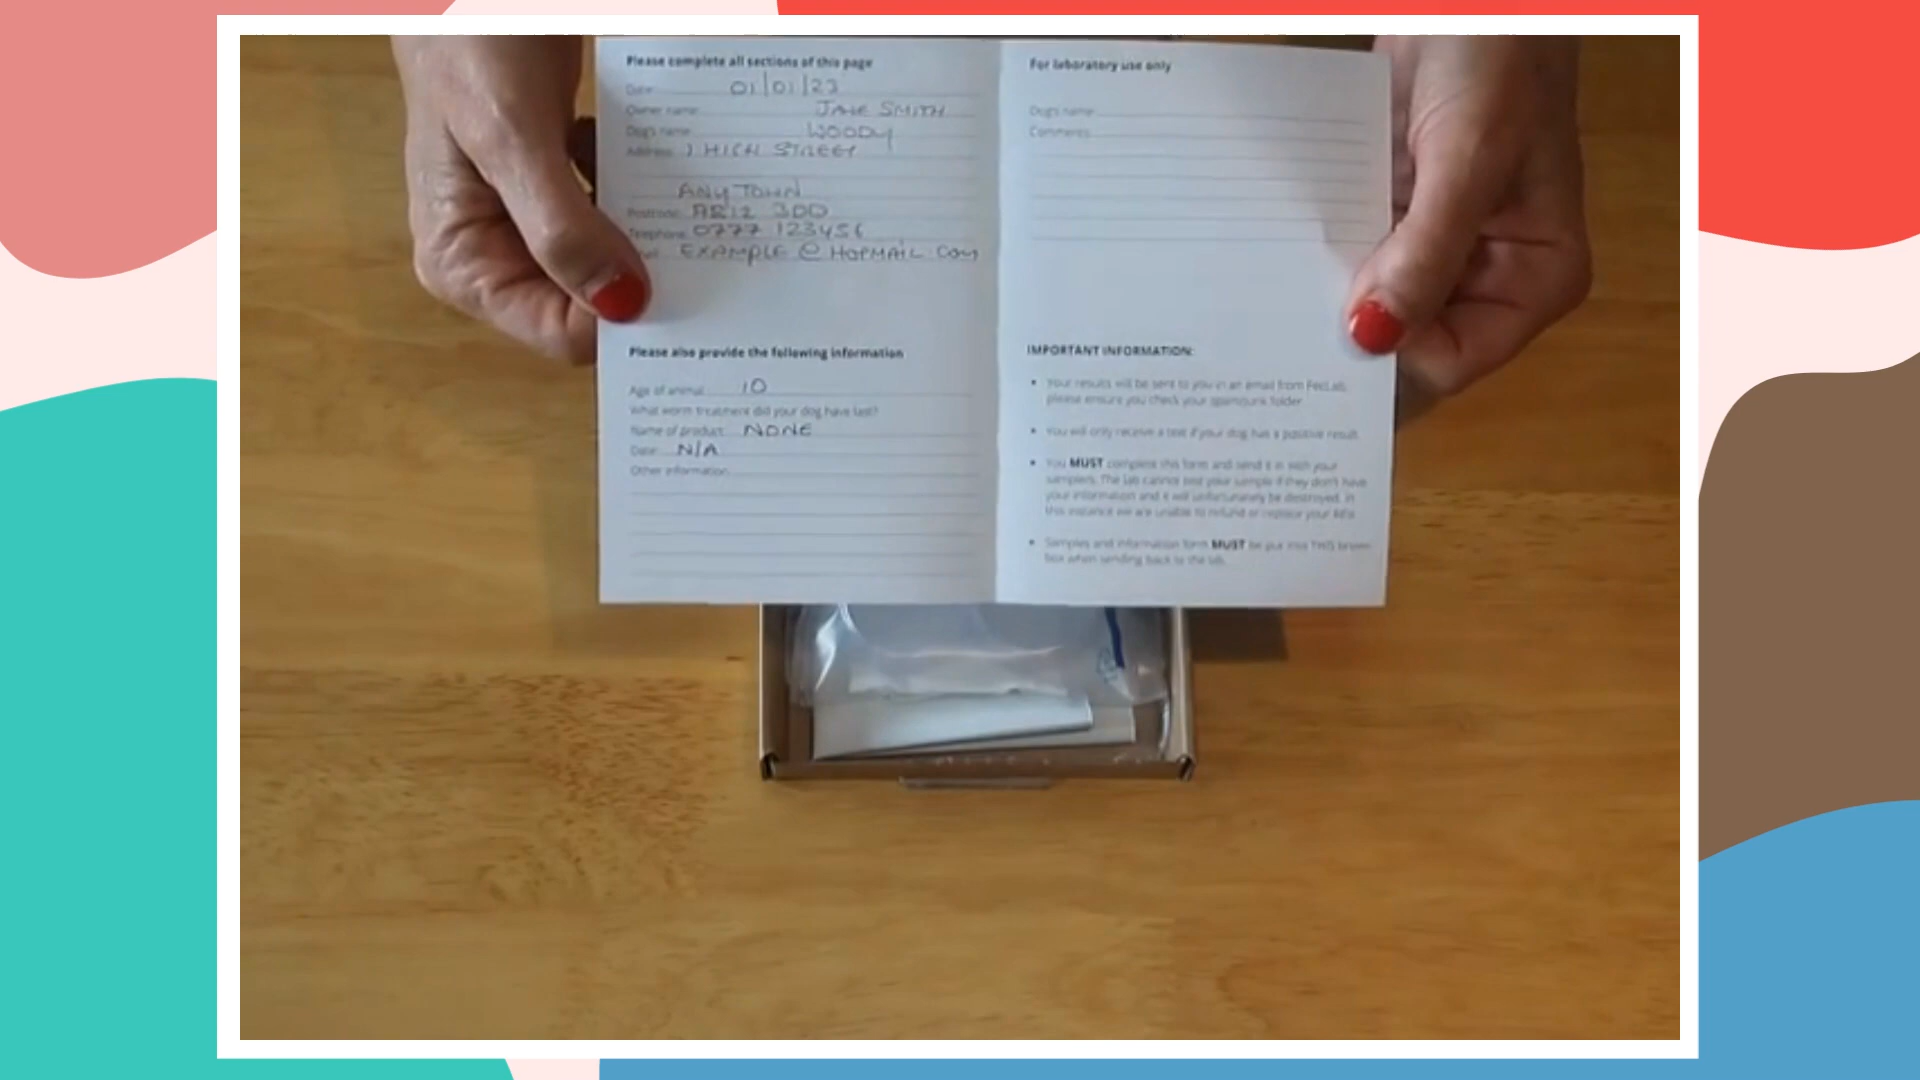 Please complete all sections of this page
Date 01/01/23
Owner name JANE SMITH
Dog's name WOODY
Address 1 HIGH STREET
ANY TOWN
Postcode AB12 3DD
Telephone 0777 123456
EXAMPLE @ HOPMAIL.COM
Please also provide the following information
Age of animal 10
What worm treatment did your dog have last?
Name of product NONE
Date N/A
Other information
For laboratory use only
Dog's name
Comments
IMPORTANT INFORMATION:
• Your results will be sent to you in an email from FecLab,
please ensure you check your spam/junk folder.
• You will only receive a text if your dog has a positive result.
• You MUST complete this form and send it in with your
samplers. The lab cannot test your sample if they don't have
your information and it will unfortunately be destroyed. In
this instance we are unable to refund or replace your kits.
• Samples and information form MUST be put into THIS brown
box when sending back to the lab.